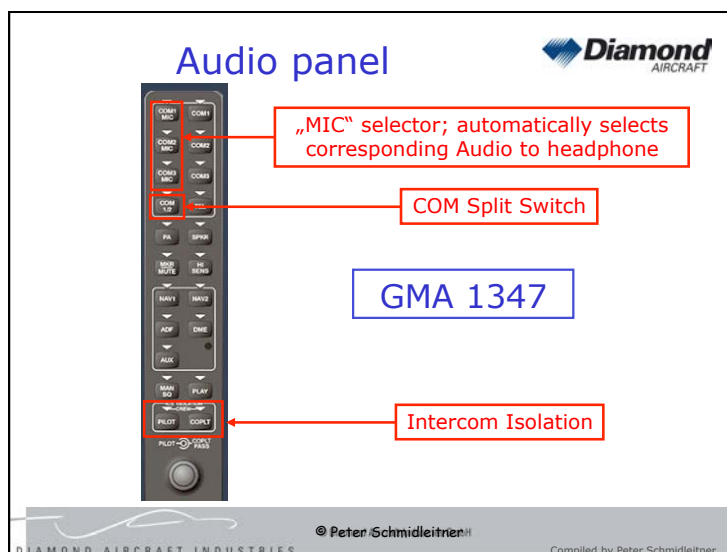 Audio panel
Diamond
AIRCRAFT
COM1 MIC
COM1
COM2 MIC
COM2
COM3 MIC
COM3
COM 1/2
PA
SPKR
MKR MUTE
HI SENS
NAV1
NAV2
ADF
DME
AUX
MAN SQ
PLAY
CREW
PILOT
COPLT
PILOT
COPLT
PASS
„MIC“ selector; automatically selects
corresponding Audio to headphone
COM Split Switch
GMA 1347
Intercom Isolation
© Peter Schmidleitner
DIAMOND AIRCRAFT INDUSTRIES
Compiled by Peter Schmidleitner